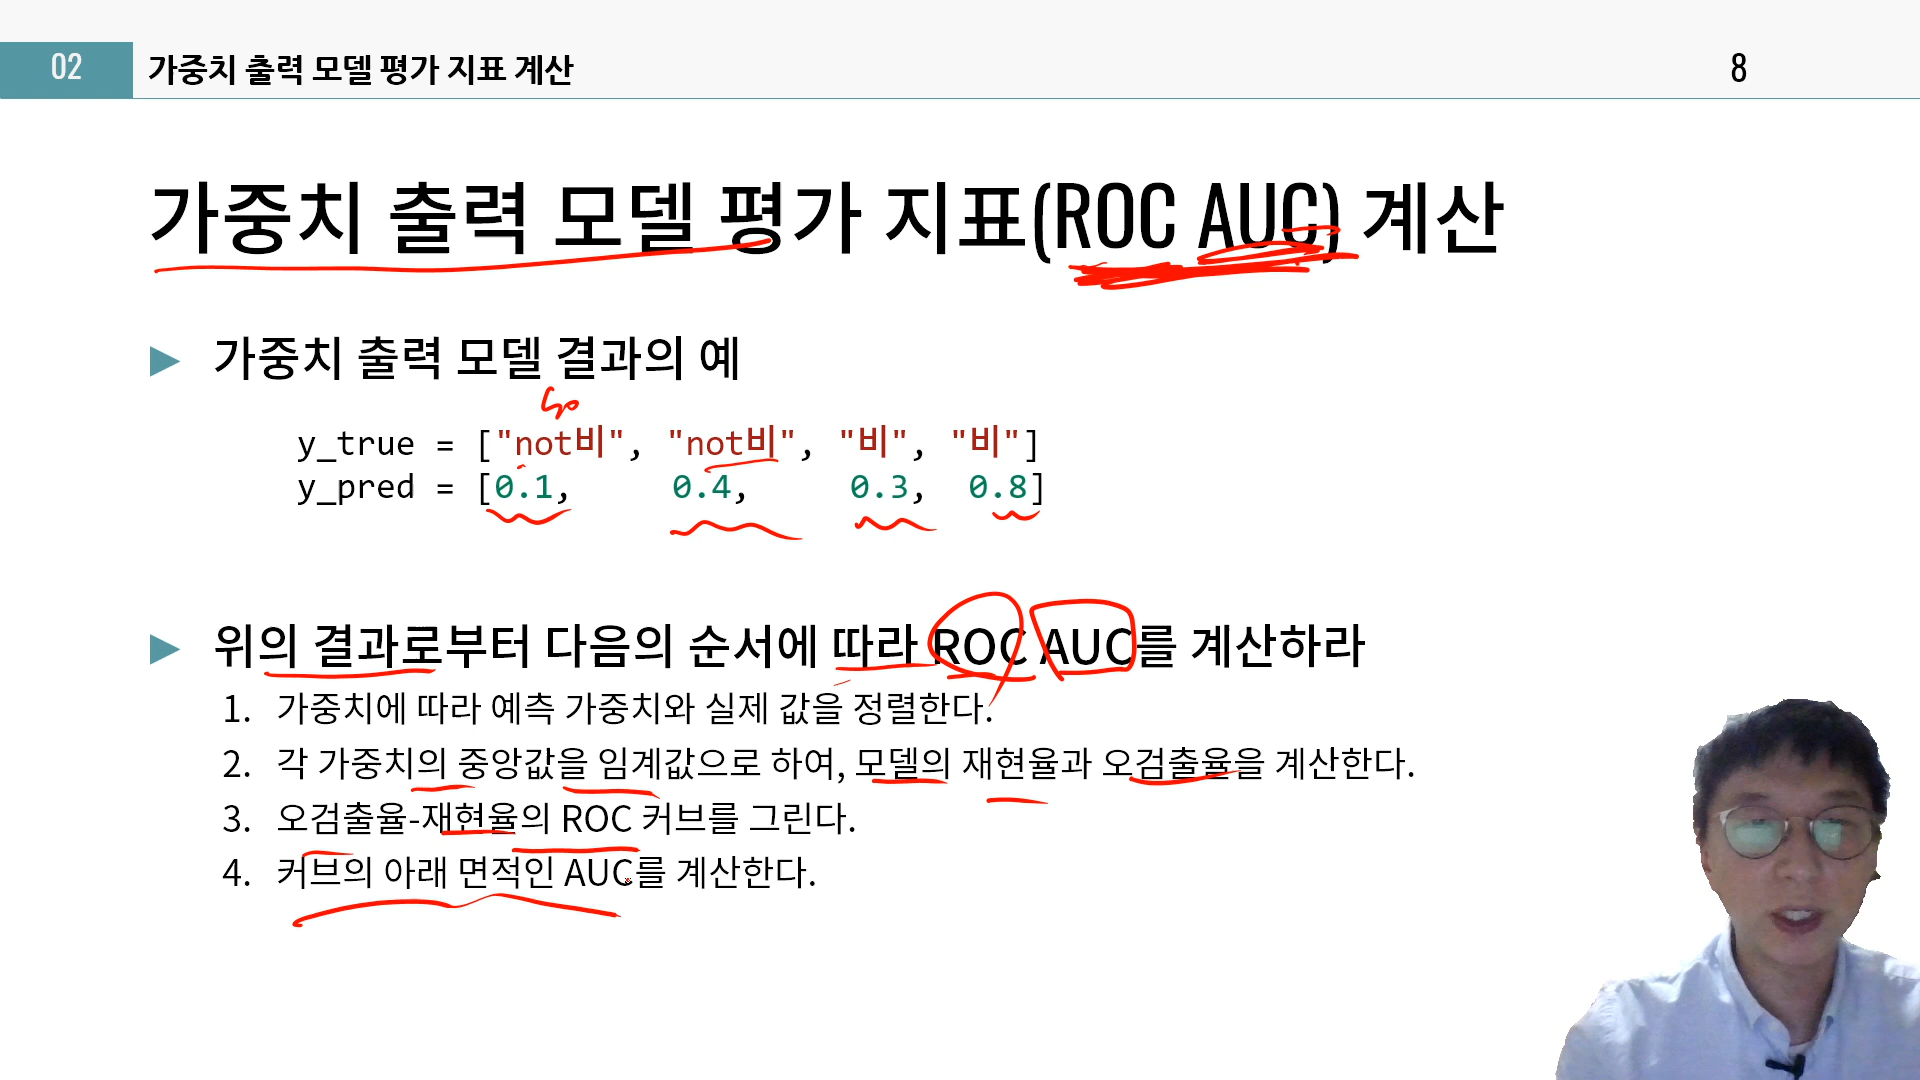 02
가중치 출력 모델 평가 지표 계산
8
가중치 출력 모델 평가 지표(ROC AUC) 계산
가중치 출력 모델 결과의 예
y_true = ["not비", "not비", "비", "비"]
y_pred = [0.1, 0.4, 0.3, 0.8]
위의 결과로부터 다음의 순서에 따라 ROC AUC를 계산하라
1. 가중치에 따라 예측 가중치와 실제 값을 정렬한다.
2. 각 가중치의 중앙값을 임계값으로 하여, 모델의 재현율과 오검출율을 계산한다.
3. 오검출율-재현율의 ROC 커브를 그린다.
4. 커브의 아래 면적인 AUC를 계산한다.